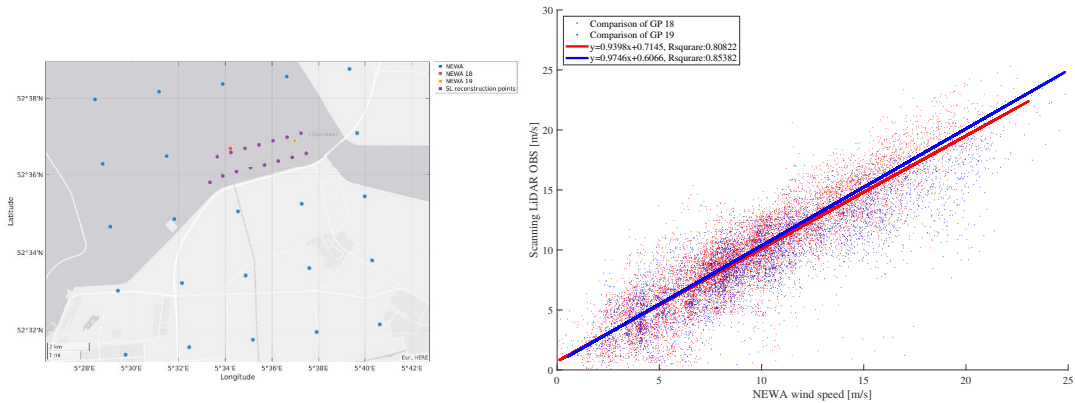 NEWA
NEWA 18
NEWA 19
SL reconstruction points
52°38'N
52°36'N
52°34'N
52°32'N
Latitude
2 km
1 mi
Esri, HERE
5°28'E 5°30'E 5°32'E 5°34'E 5°36'E 5°38'E 5°40'E 5°42'E
Longitude
Comparison of GP 18
Comparison of GP 19
y=0.9398x+0.7145, Rsqurare:0.80822
y=0.9746x+0.6066, Rsqurare:0.85382
30
25
20
15
10
5
0
Scanning LiDAR OBS [m/s]
0 5 10 15 20 25
NEWA wind speed [m/s]